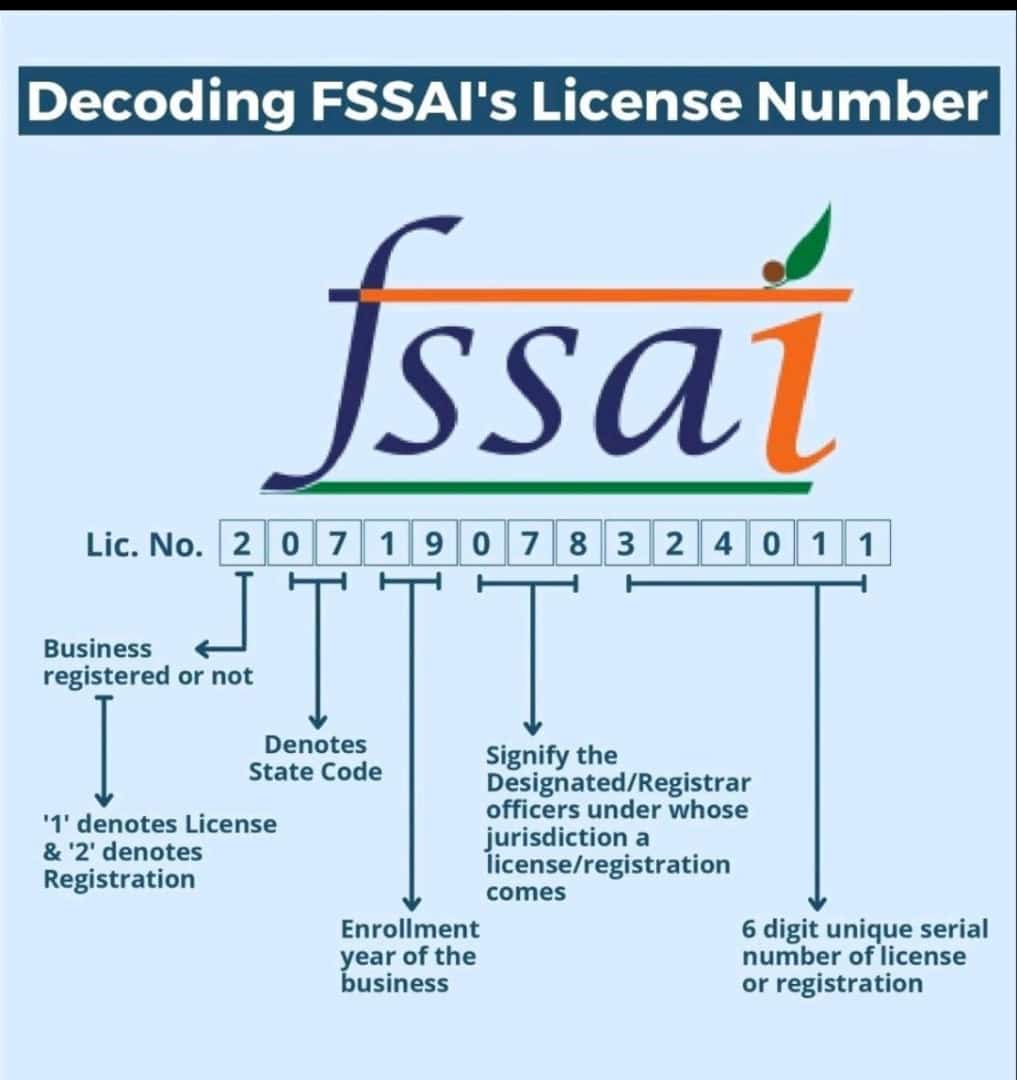 Decoding FSSAI's License Number
fssai
Lic. No. 2 0 7 1 9 0 7 8 3 2 4 0 1 1
Business
registered or not
'1' denotes License
& '2' denotes
Registration
Denotes
State Code
Enrollment
year of the
business
Signify the
Designated/Registrar
officers under whose
jurisdiction a
license/registration
comes
6 digit unique serial
number of license
or registration